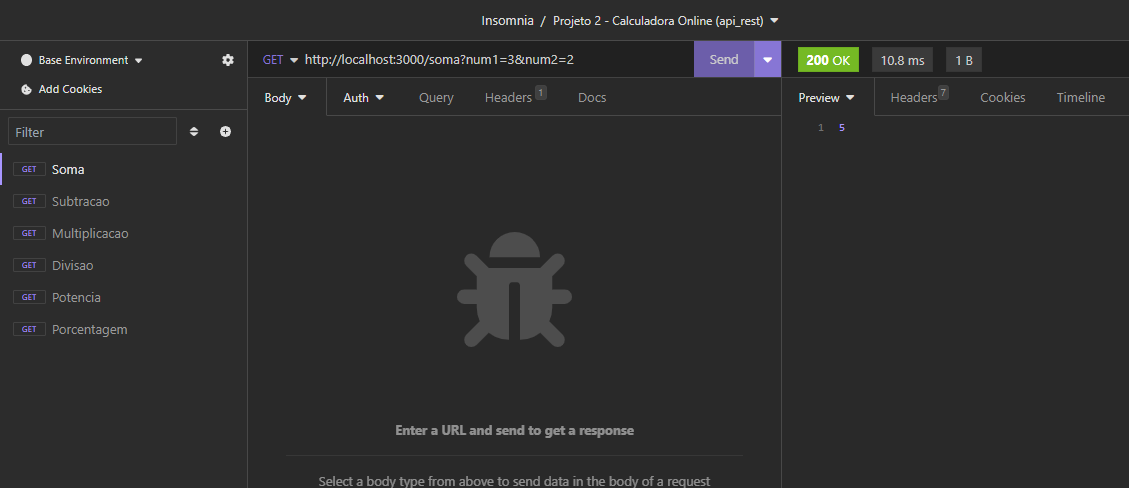 Insomnia / Projeto 2 - Calculadora Online (api_rest)
Base Environment
Add Cookies
Filter
GET Soma
GET Subtracao
GET Multiplicacao
GET Divisao
GET Potencia
GET Porcentagem
GET http://localhost:3000/soma?num1=3&num2=2 Send
Body Auth Query Headers 1 Docs
Enter a URL and send to get a response
Select a body type from above to send data in the body of a request
200 OK 10.8 ms 1 B
Preview Headers 7 Cookies Timeline
1 5